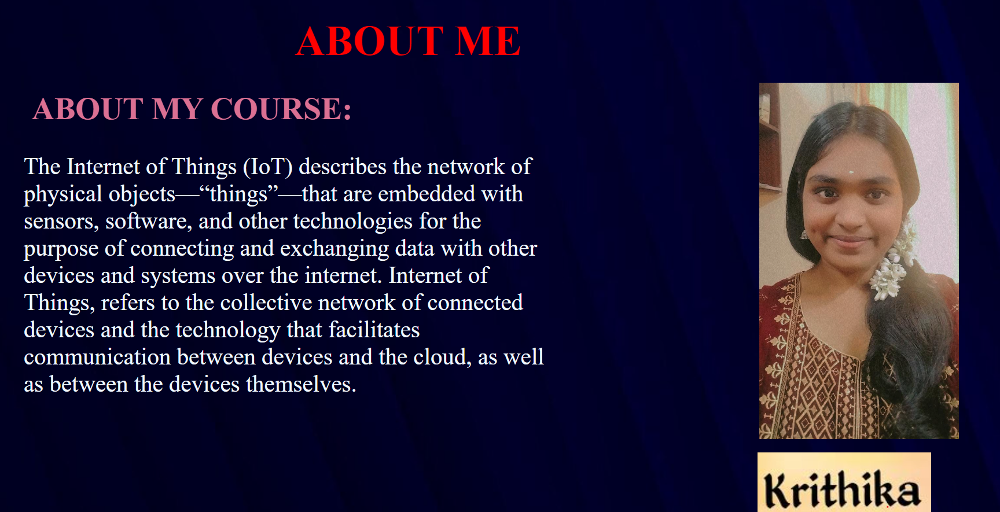 ABOUT ME
ABOUT MY COURSE:
The Internet of Things (IoT) describes the network of
physical objects—“things”—that are embedded with
sensors, software, and other technologies for the
purpose of connecting and exchanging data with other
devices and systems over the internet. Internet of
Things, refers to the collective network of connected
devices and the technology that facilitates
communication between devices and the cloud, as well
as between the devices themselves.
Krithika